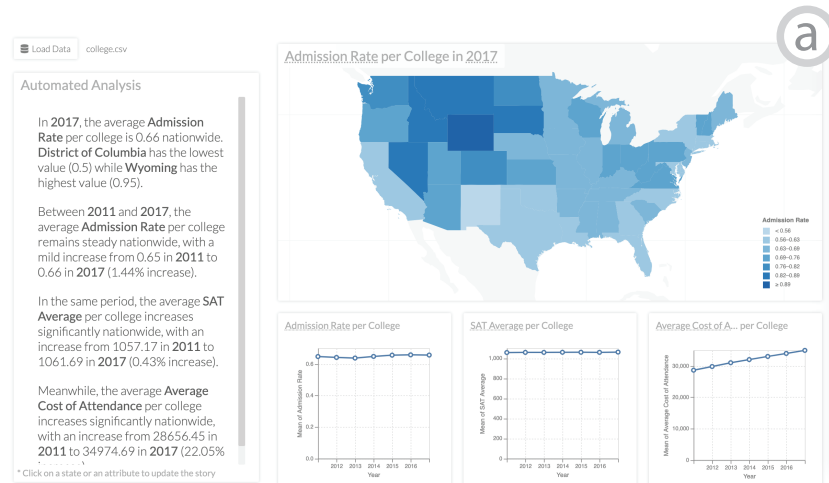 a
Load Data college.csv
Automated Analysis
In 2017, the average Admission
Rate per college is 0.66 nationwide.
District of Columbia has the lowest
value (0.5) while Wyoming has the
highest value (0.95).
Between 2011 and 2017, the
average Admission Rate per college
remains steady nationwide, with a
mild increase from 0.65 in 2011 to
0.66 in 2017 (1.44% increase).
In the same period, the average SAT
Average per college increases
significantly nationwide, with an
increase from 1057.17 in 2011 to
1061.69 in 2017 (0.43% increase).
Meanwhile, the average Average
Cost of Attendance per college
increases significantly nationwide,
with an increase from 28656.45 in
2011 to 34974.69 in 2017 (22.05%
* Click on a state or an attribute to update the story
Admission Rate per College in 2017
Admission Rate
< 0.56
0.56–0.63
0.63–0.69
0.69–0.76
0.76–0.82
0.82–0.89
≥ 0.89
Admission Rate per College
Mean of Admission Rate
0.6
0.4
0.2
0.0
2012 2013 2014 2015 2016
Year
SAT Average per College
Mean of SAT Average
1,000
800
600
400
200
0
2012 2013 2014 2015 2016
Year
Average Cost of A... per College
Mean of Average Cost of Attendance
30,000
20,000
10,000
0
2012 2013 2014 2015 2016
Year